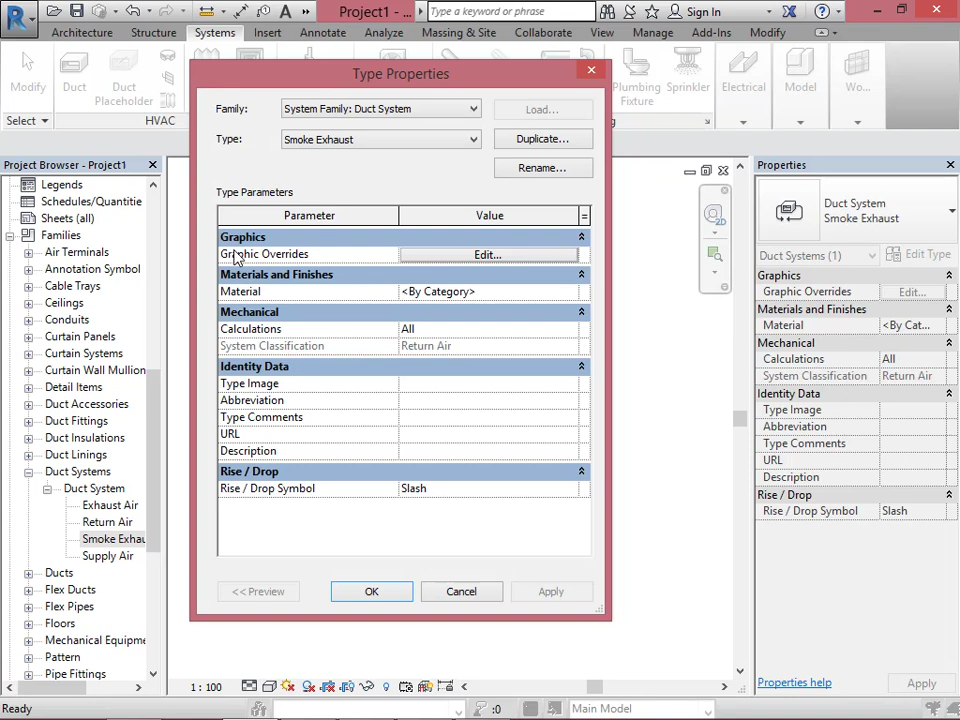 Project1 - ...
Type a keyword or phrase
Sign In
Architecture
Structure
Systems
Insert
Annotate
Analyze
Massing & Site
Collaborate
View
Manage
Add-Ins
Modify
Modify
Duct
Duct
Placeholder
Plumbing
Fixture
Sprinkler
Electrical
Model
Wo...
Select
HVAC
Project Browser - Project1
Legends
Schedules/Quantitie
Sheets (all)
Families
Air Terminals
Annotation Symbol
Cable Trays
Ceilings
Conduits
Curtain Panels
Curtain Systems
Curtain Wall Mullion
Detail Items
Duct Accessories
Duct Fittings
Duct Insulations
Duct Linings
Duct Systems
Duct System
Exhaust Air
Return Air
Smoke Exhau
Supply Air
Ducts
Flex Ducts
Flex Pipes
Floors
Mechanical Equipme
Pattern
Pipe Fittings
Type Properties
Family:
System Family: Duct System
Load...
Type:
Smoke Exhaust
Duplicate...
Rename...
Type Parameters
Parameter
Value
=
Graphics
Graphic Overrides
Edit...
Materials and Finishes
Material
<By Category>
Mechanical
Calculations
All
System Classification
Return Air
Identity Data
Type Image
Abbreviation
Type Comments
URL
Description
Rise / Drop
Rise / Drop Symbol
Slash
<< Preview
OK
Cancel
Apply
2D
Properties
Duct System
Smoke Exhaust
Duct Systems (1)
Edit Type
Graphics
Graphic Overrides
Edit...
Materials and Finishes
Material
<By Cat...
Mechanical
Calculations
All
System Classification
Return Air
Identity Data
Type Image
Abbreviation
Type Comments
URL
Description
Rise / Drop
Rise / Drop Symbol
Slash
Properties help
Apply
1 : 100
Ready
:0
Main Model